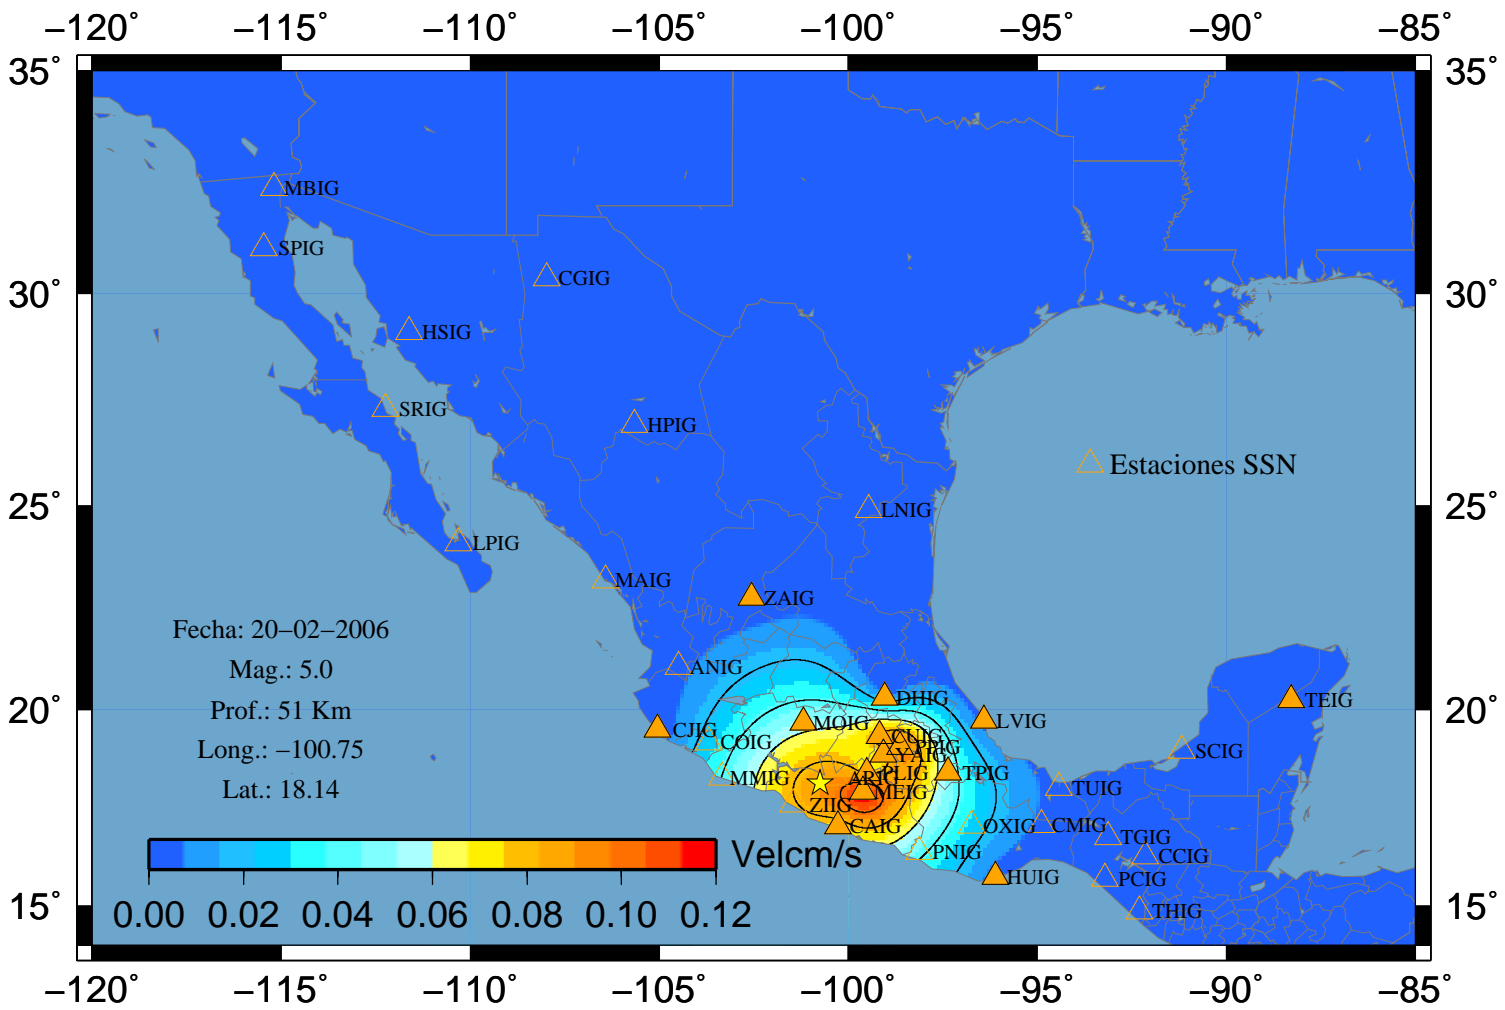 −120˚ −115˚ −110˚ −105˚ −100˚ −95˚ −90˚ −85˚
35˚ 35˚
MBIG
SPIG
CGIG
30˚ 30˚
HSIG
SRIG
HPIG
Estaciones SSN
25˚ 25˚
LNIG
LPIG
MAIG
ZAIG
Fecha: 20−02−2006
Mag.: 5.0
ANIG
DHIG
TEIG
20˚ 20˚
Prof.: 51 Km
LVIG
MOIG
CJIG
CUIG
COIG
PPIG
Long.: −100.75
SCIG
YAIG
PLIG
TPIG
MMIG
ARIG
Lat.: 18.14
TUIG
MEIG
ZIIG
CAIG
OXIG
CMIG
TGIG
PNIG
Velcm/s
CCIG
HUIG
PCIG
15˚ 15˚
THIG
0.00 0.02 0.04 0.06 0.08 0.10 0.12
−120˚ −115˚ −110˚ −105˚ −100˚ −95˚ −90˚ −85˚